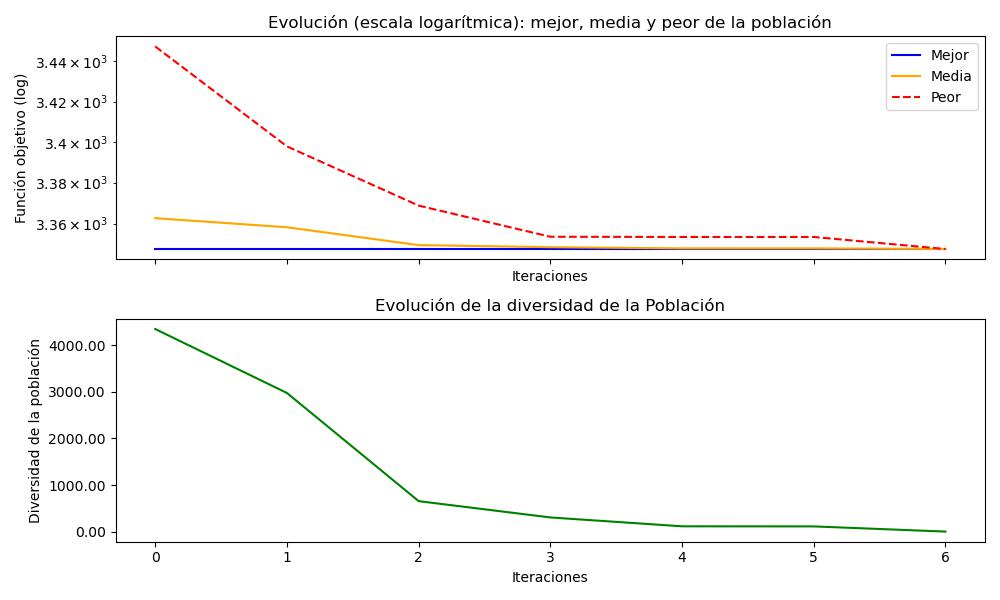 Evolución (escala logarítmica): mejor, media y peor de la población
Función objetivo (log)
3.44 × 10³
3.42 × 10³
3.4 × 10³
3.38 × 10³
3.36 × 10³
Mejor
Media
Peor
Iteraciones
Evolución de la diversidad de la Población
Diversidad de la población
4000.00
3000.00
2000.00
1000.00
0.00
0 1 2 3 4 5 6
Iteraciones